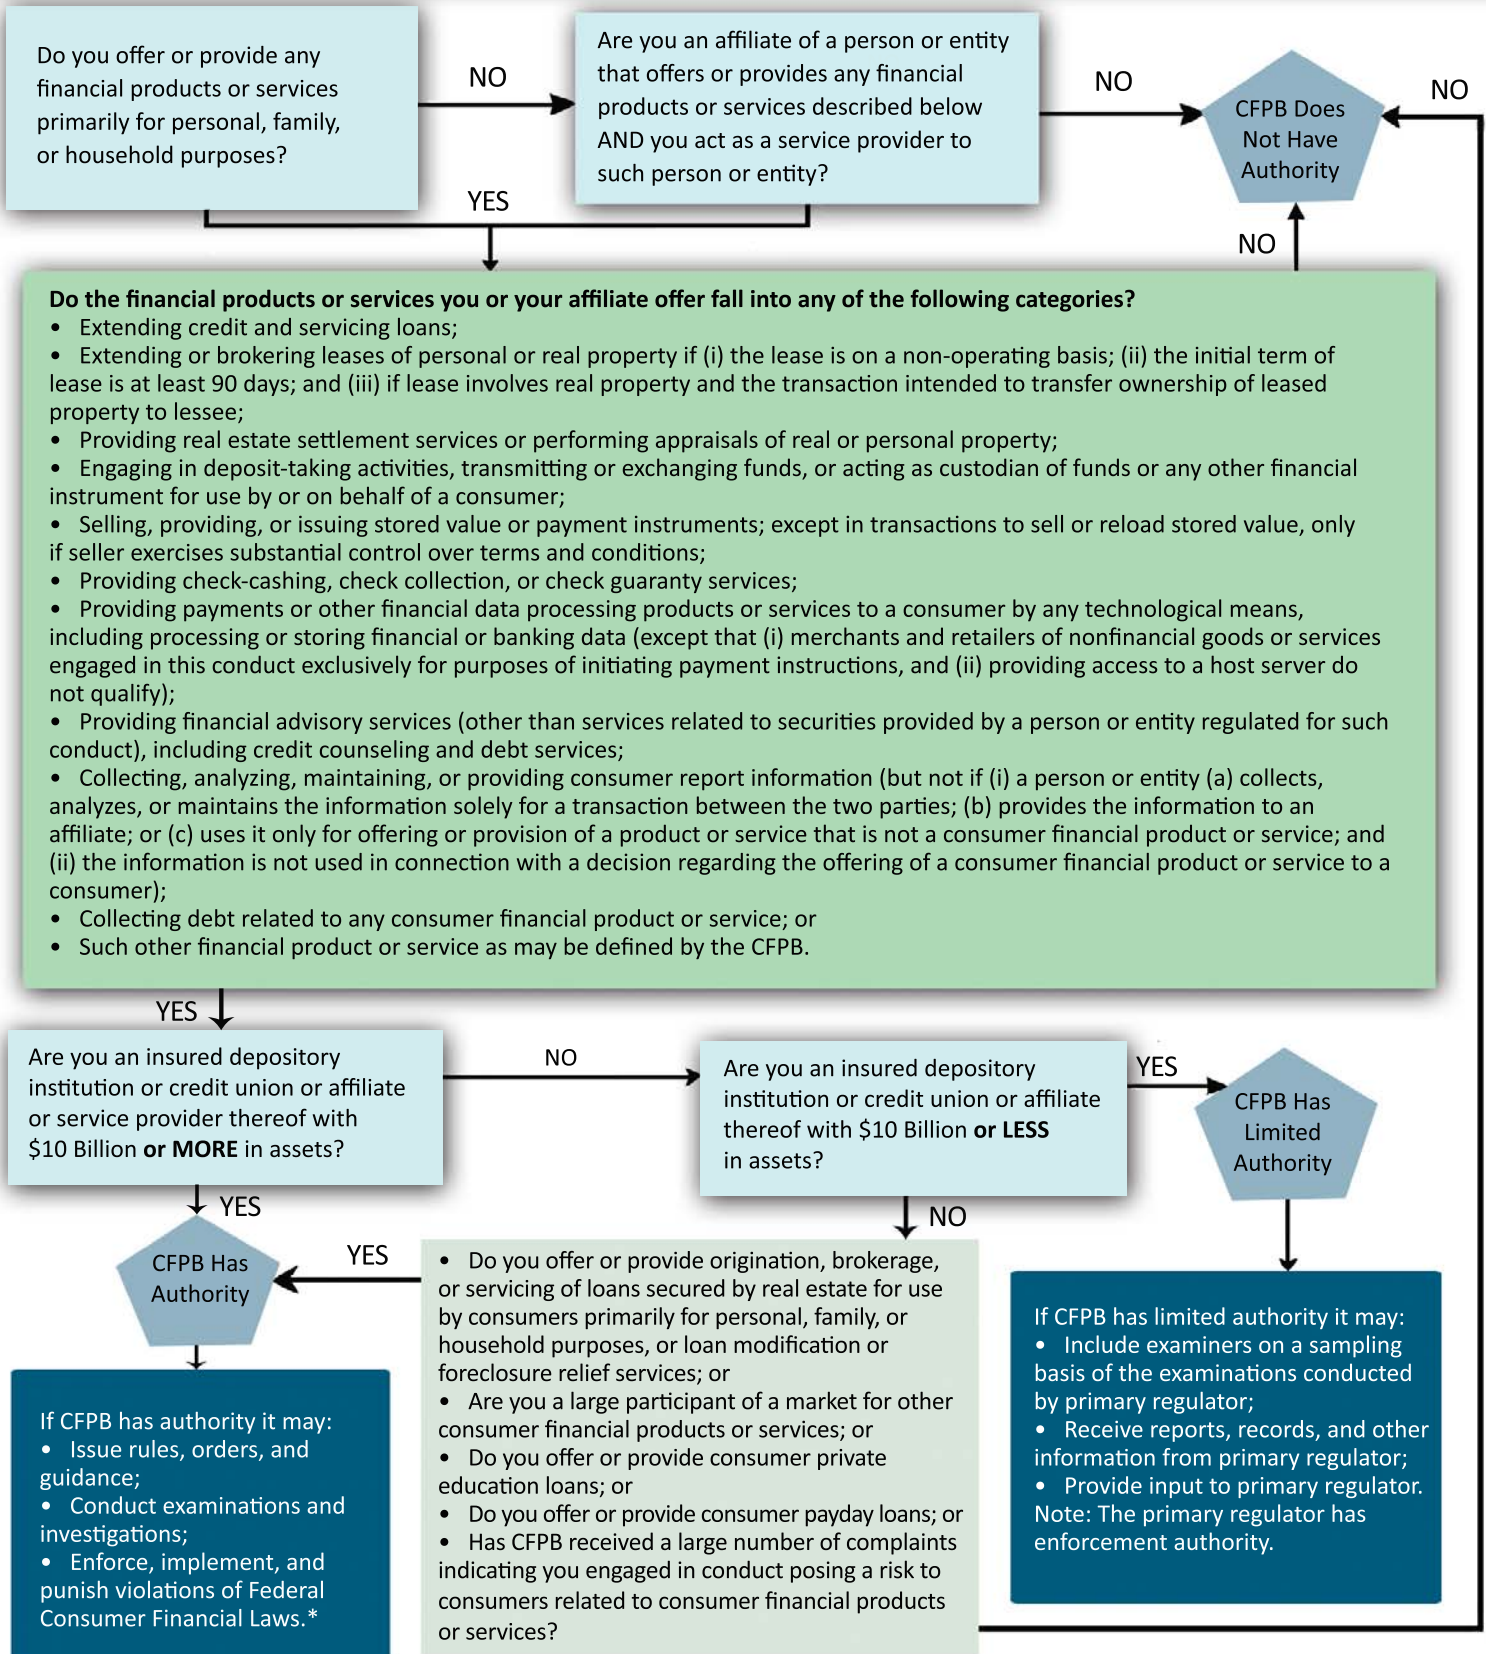 Do you offer or provide any
financial products or services
primarily for personal, family,
or household purposes?
NO
Are you an affiliate of a person or entity
that offers or provides any financial
products or services described below
AND you act as a service provider to
such person or entity?
NO
CFPB Does
Not Have
Authority
NO
YES
NO
Do the financial products or services you or your affiliate offer fall into any of the following categories?
• Extending credit and servicing loans;
• Extending or brokering leases of personal or real property if (i) the lease is on a non-operating basis; (ii) the initial term of
lease is at least 90 days; and (iii) if lease involves real property and the transaction intended to transfer ownership of leased
property to lessee;
• Providing real estate settlement services or performing appraisals of real or personal property;
• Engaging in deposit-taking activities, transmitting or exchanging funds, or acting as custodian of funds or any other financial
instrument for use by or on behalf of a consumer;
• Selling, providing, or issuing stored value or payment instruments; except in transactions to sell or reload stored value, only
if seller exercises substantial control over terms and conditions;
• Providing check-cashing, check collection, or check guaranty services;
• Providing payments or other financial data processing products or services to a consumer by any technological means,
including processing or storing financial or banking data (except that (i) merchants and retailers of nonfinancial goods or services
engaged in this conduct exclusively for purposes of initiating payment instructions, and (ii) providing access to a host server do
not qualify);
• Providing financial advisory services (other than services related to securities provided by a person or entity regulated for such
conduct), including credit counseling and debt services;
• Collecting, analyzing, maintaining, or providing consumer report information (but not if (i) a person or entity (a) collects,
analyzes, or maintains the information solely for a transaction between the two parties; (b) provides the information to an
affiliate; or (c) uses it only for offering or provision of a product or service that is not a consumer financial product or service; and
(ii) the information is not used in connection with a decision regarding the offering of a consumer financial product or service to a
consumer);
• Collecting debt related to any consumer financial product or service; or
• Such other financial product or service as may be defined by the CFPB.
YES
Are you an insured depository
institution or credit union or affiliate
or service provider thereof with
$10 Billion or MORE in assets?
NO
Are you an insured depository
institution or credit union or affiliate
thereof with $10 Billion or LESS
in assets?
YES
CFPB Has
Limited
Authority
YES
NO
CFPB Has
Authority
YES
• Do you offer or provide origination, brokerage,
or servicing of loans secured by real estate for use
by consumers primarily for personal, family, or
household purposes, or loan modification or
foreclosure relief services; or
• Are you a large participant of a market for other
consumer financial products or services; or
• Do you offer or provide consumer private
education loans; or
• Do you offer or provide consumer payday loans; or
• Has CFPB received a large number of complaints
indicating you engaged in conduct posing a risk to
consumers related to consumer financial products
or services?
If CFPB has limited authority it may:
• Include examiners on a sampling
basis of the examinations conducted
by primary regulator;
• Receive reports, records, and other
information from primary regulator;
• Provide input to primary regulator.
Note: The primary regulator has
enforcement authority.
If CFPB has authority it may:
• Issue rules, orders, and
guidance;
• Conduct examinations and
investigations;
• Enforce, implement, and
punish violations of Federal
Consumer Financial Laws.*